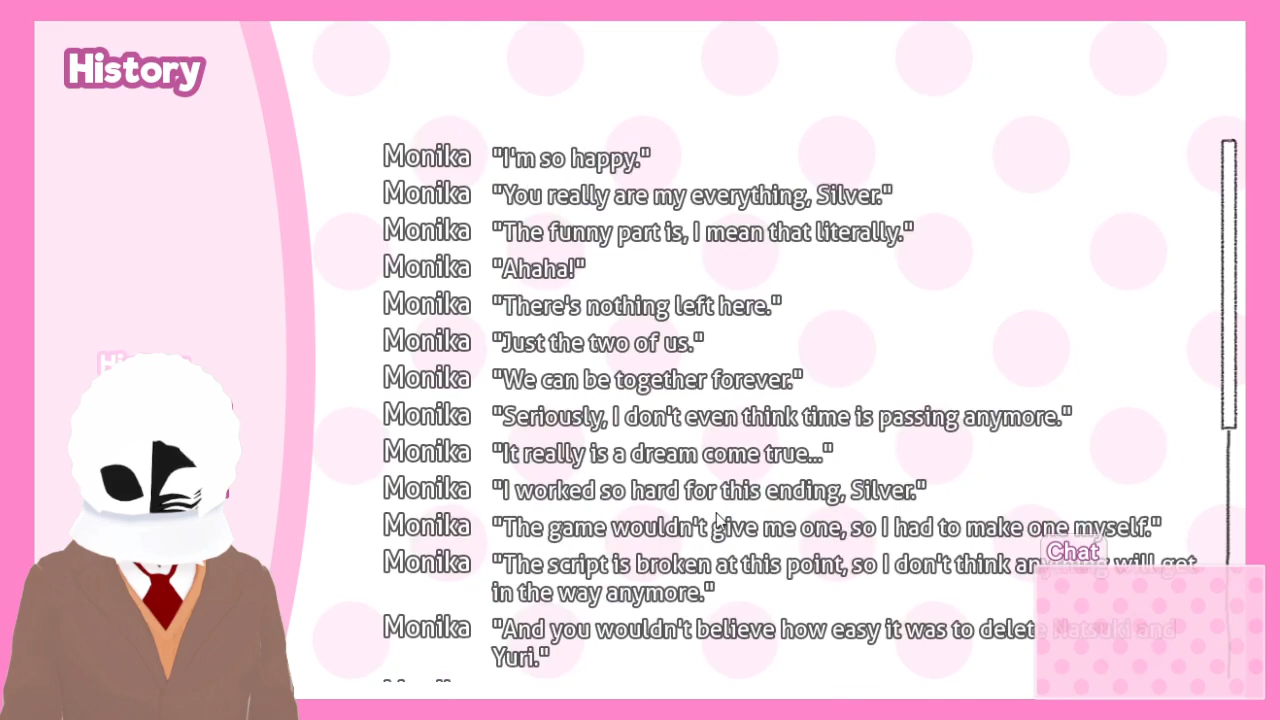 History
Monika "I'm so happy."
Monika "You really are my everything, Silver."
Monika "The funny part is, I mean that literally."
Monika "Ahaha!"
Monika "There's nothing left here."
Monika "Just the two of us."
Monika "We can be together forever."
Monika "Seriously, I don't even think time is passing anymore."
Monika "It really is a dream come true..."
Monika "I worked so hard for this ending, Silver."
Monika "The game wouldn't give me one, so I had to make one myself."
Chat
Monika "The script is broken at this point, so I don't think anything will get
in the way anymore."
Monika "And you wouldn't believe how easy it was to delete Natsuki and
Yuri."